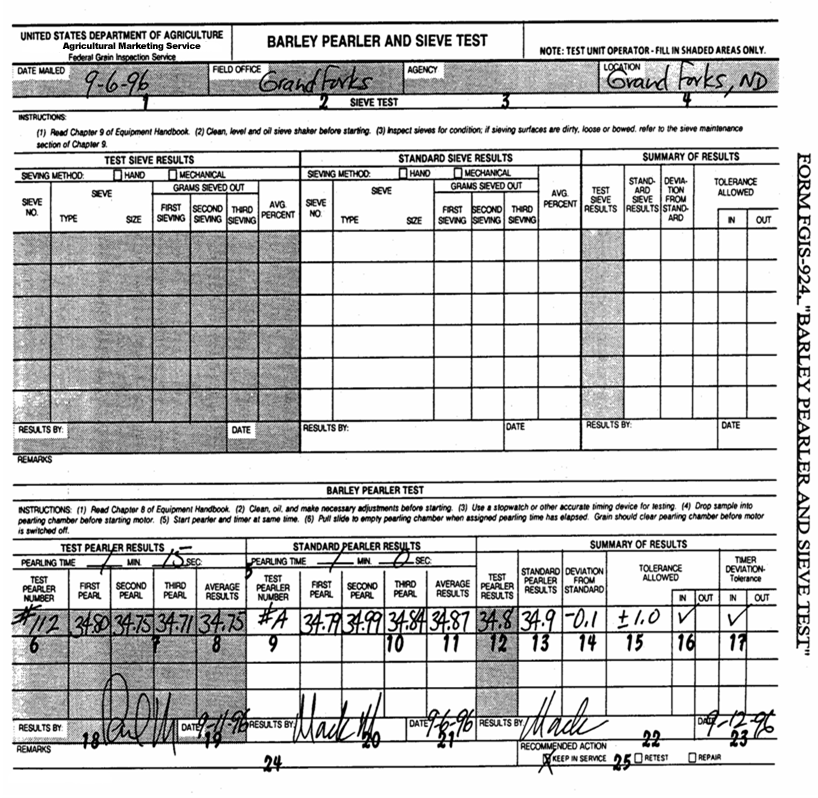 UNITED STATES DEPARTMENT OF AGRICULTURE
Agricultural Marketing Service
Federal Grain Inspection Service
BARLEY PEARLER AND SIEVE TEST
NOTE: TEST UNIT OPERATOR - FILL IN SHADED AREAS ONLY.
DATE MAILED 9-6-96
FIELD OFFICE Grand Forks
AGENCY
LOCATION Grand Forks, ND
1 2 3 4
SIEVE TEST
INSTRUCTIONS:
(1) Read Chapter 9 of Equipment Handbook. (2) Clean, level and oil sieve shaker before starting. (3) Inspect sieves for condition; if sieving surfaces are dirty, loose or bowed, refer to the sieve maintenance
section of Chapter 9.
TEST SIEVE RESULTS STANDARD SIEVE RESULTS SUMMARY OF RESULTS
SIEVING METHOD: HAND MECHANICAL SIEVING METHOD: HAND MECHANICAL
SIEVE NO. SIEVE TYPE SIZE GRAMS SIEVED OUT FIRST SIEVING SECOND SIEVING THIRD SIEVING AVG. PERCENT
SIEVE NO. SIEVE TYPE SIZE GRAMS SIEVED OUT FIRST SIEVING SECOND SIEVING THIRD SIEVING AVG. PERCENT
TEST SIEVE RESULTS STAND-ARD SIEVE RESULTS DEVIA-TION FROM STAND-ARD TOLERANCE ALLOWED IN OUT
RESULTS BY: DATE RESULTS BY: DATE RESULTS BY: DATE
REMARKS
BARLEY PEARLER TEST
INSTRUCTIONS: (1) Read Chapter 8 of Equipment Handbook. (2) Clean, oil, and make necessary adjustments before starting. (3) Use a stopwatch or other accurate timing device for testing. (4) Drop sample into
pearling chamber before starting motor. (5) Start pearler and timer at same time. (6) Pull slide to empty pearling chamber when assigned pearling time has elapsed. Grain should clear pearling chamber before motor
is switched off.
TEST PEARLER RESULTS STANDARD PEARLER RESULTS SUMMARY OF RESULTS
PEARLING TIME 1 MIN. 15 SEC. 5 PEARLING TIME 1 MIN. 0 SEC.
TEST PEARLER NUMBER FIRST PEARL SECOND PEARL THIRD PEARL AVERAGE RESULTS
TEST PEARLER NUMBER FIRST PEARL SECOND PEARL THIRD PEARL AVERAGE RESULTS
TEST PEARLER RESULTS STANDARD PEARLER RESULTS DEVIATION FROM STANDARD TOLERANCE ALLOWED IN OUT TIMER DEVIATION-Tolerance IN OUT
#112 34.80 34.75 34.71 34.75 #A 34.79 34.99 34.84 34.87 34.8 34.9 -0.1 ±1.0 ✓ ✓
6 7 8 9 10 11 12 13 14 15 16 17
RESULTS BY: Paul M DATE 9-11-96 RESULTS BY: Mack M DATE 9-6-96 RESULTS BY: Mack DATE 9-12-96
18 19 20 21 22 23
REMARKS
24
RECOMMENDED ACTION
X KEEP IN SERVICE 25 RETEST REPAIR
FORM FGIS-924, "BARLEY PEARLER AND SIEVE TEST"